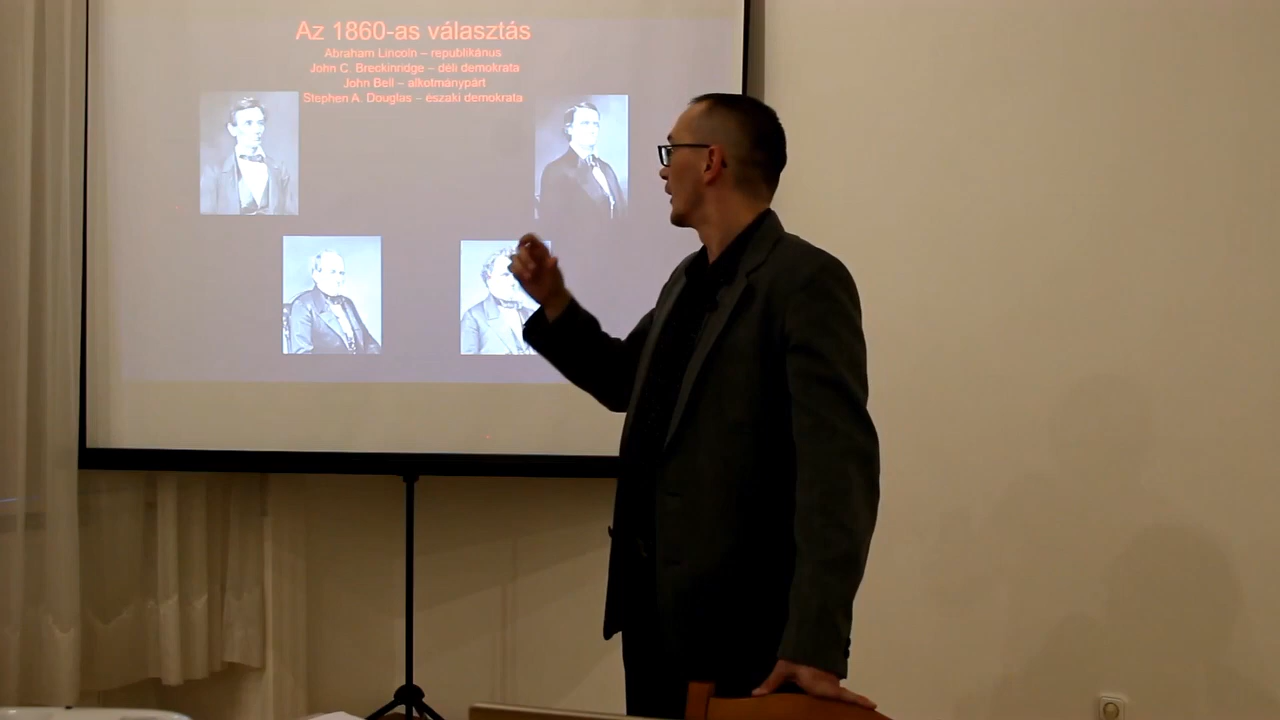 Az 1860-as választás
Abraham Lincoln – republikánus
John C. Breckinridge – déli demokrata
John Bell – alkotmánypárt
Stephen A. Douglas – északi demokrata